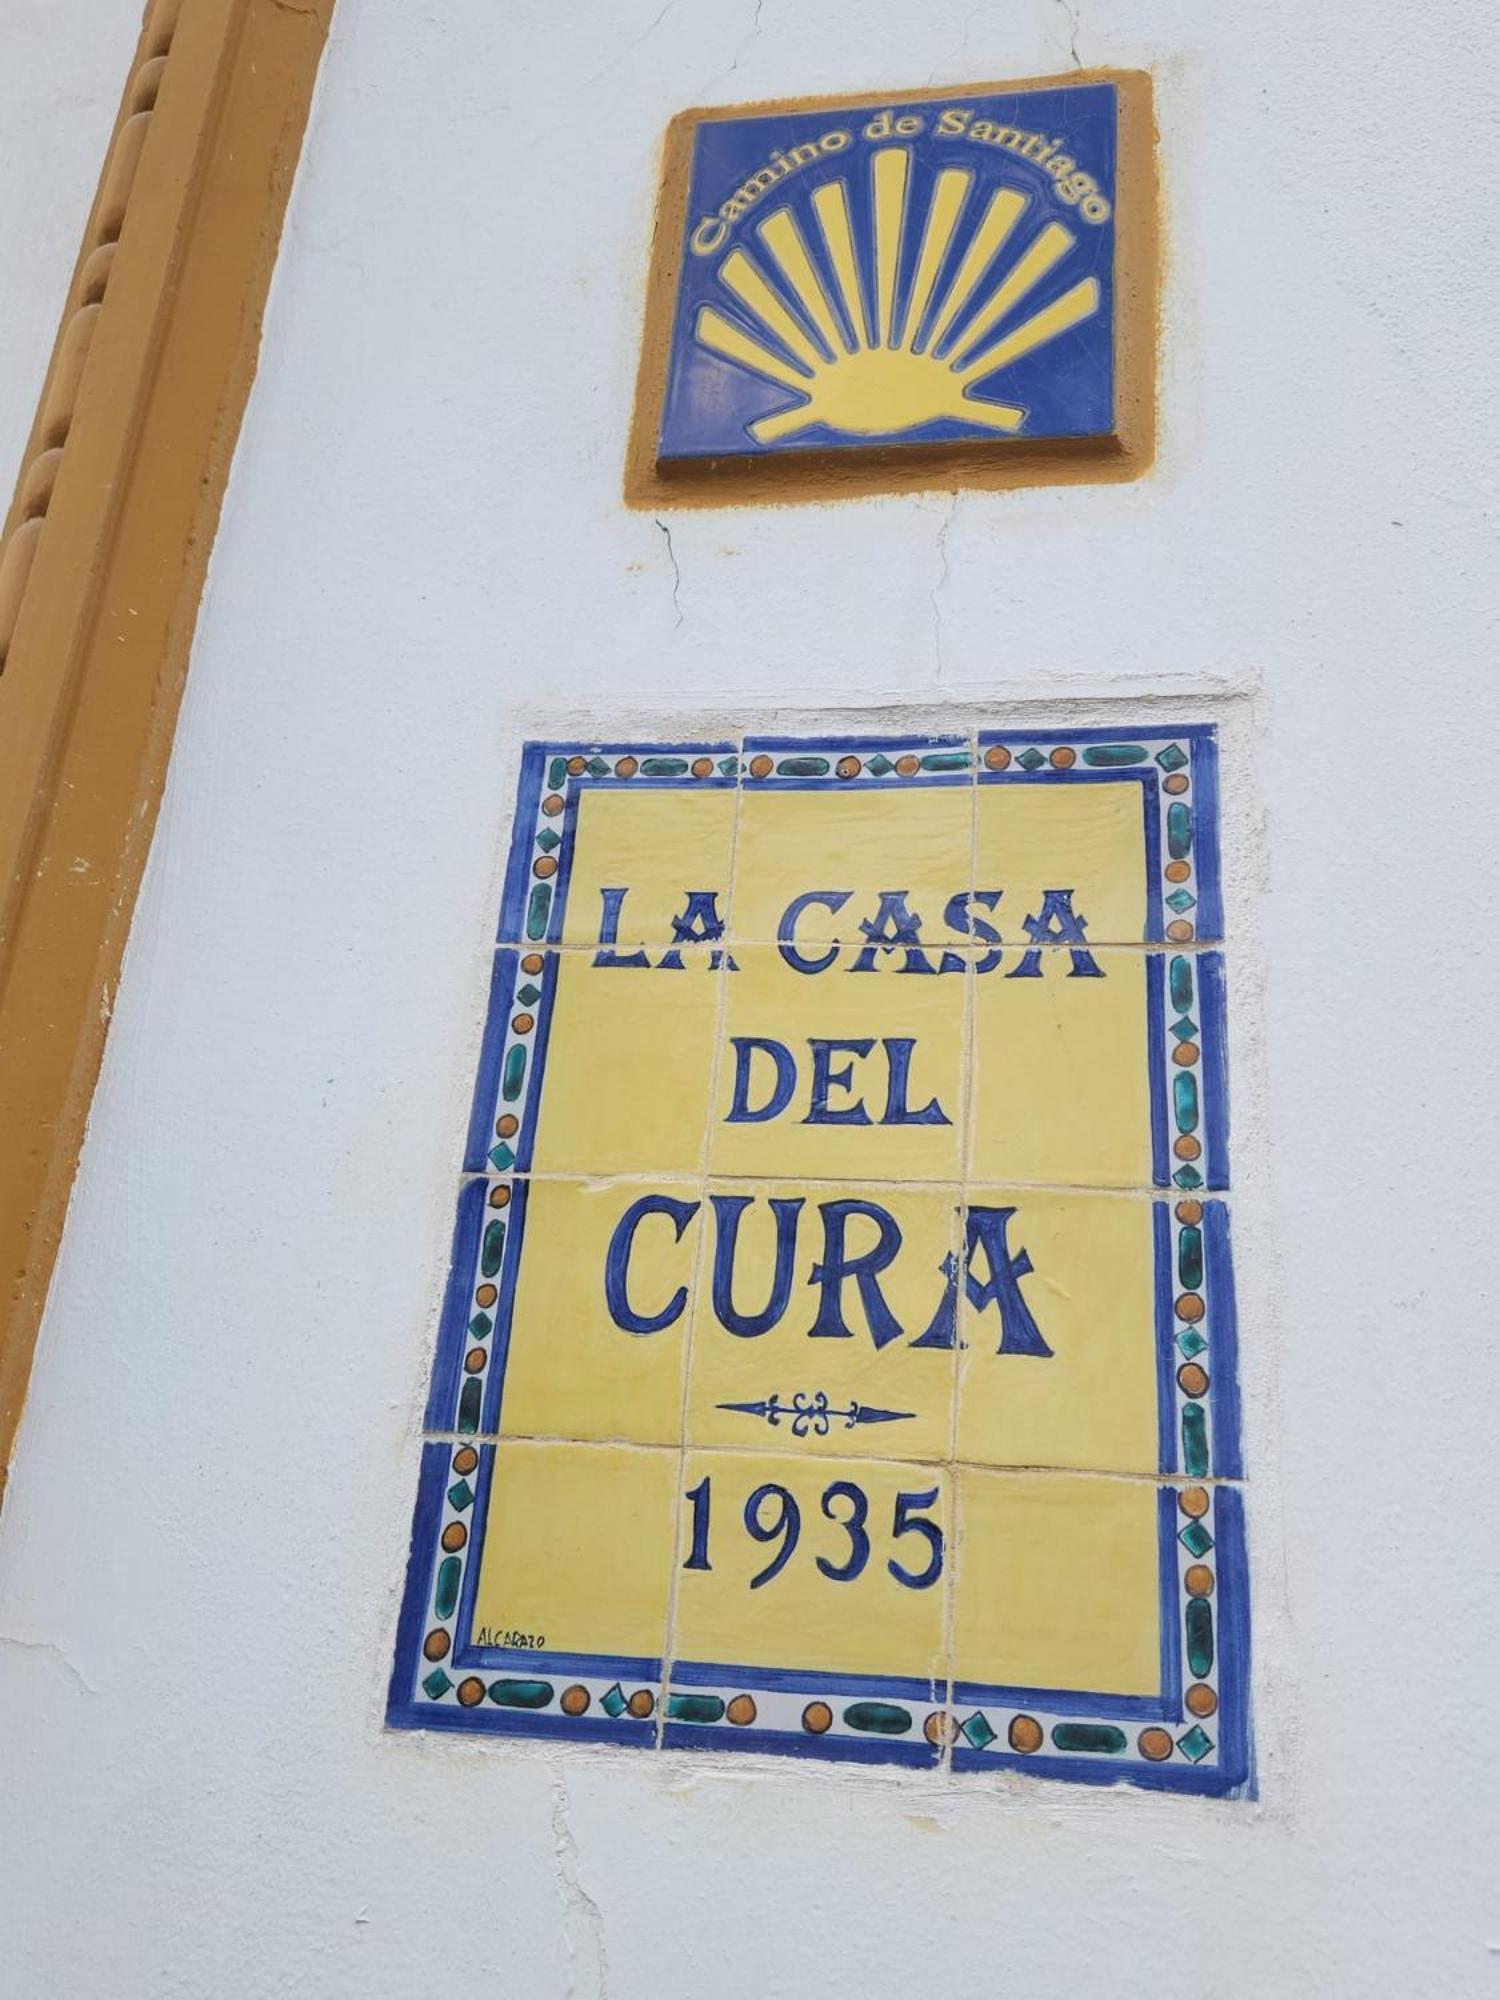 Camino de Santiago
LA CASA
DEL
CURA
1935
ALCARAZO